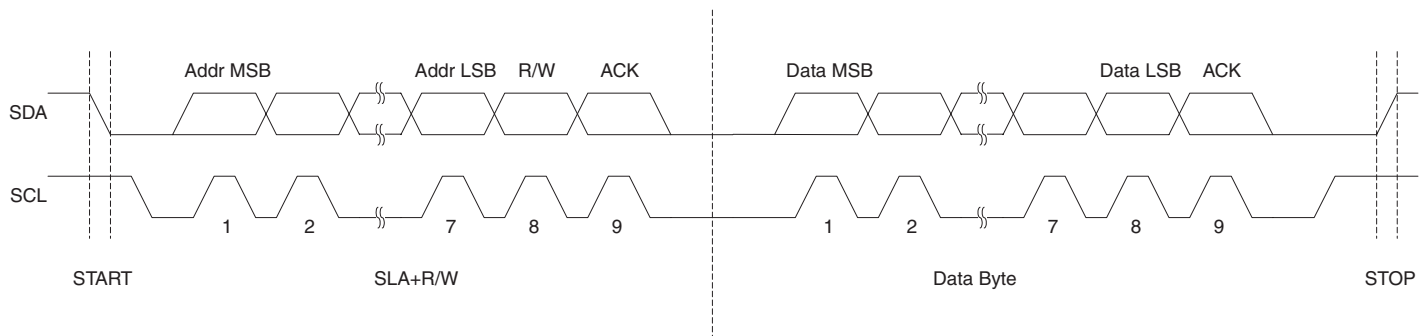 Addr MSB Addr LSB R/W ACK Data MSB Data LSB ACK
SDA
SCL
1 2 7 8 9 1 2 7 8 9
START SLA+R/W Data Byte STOP